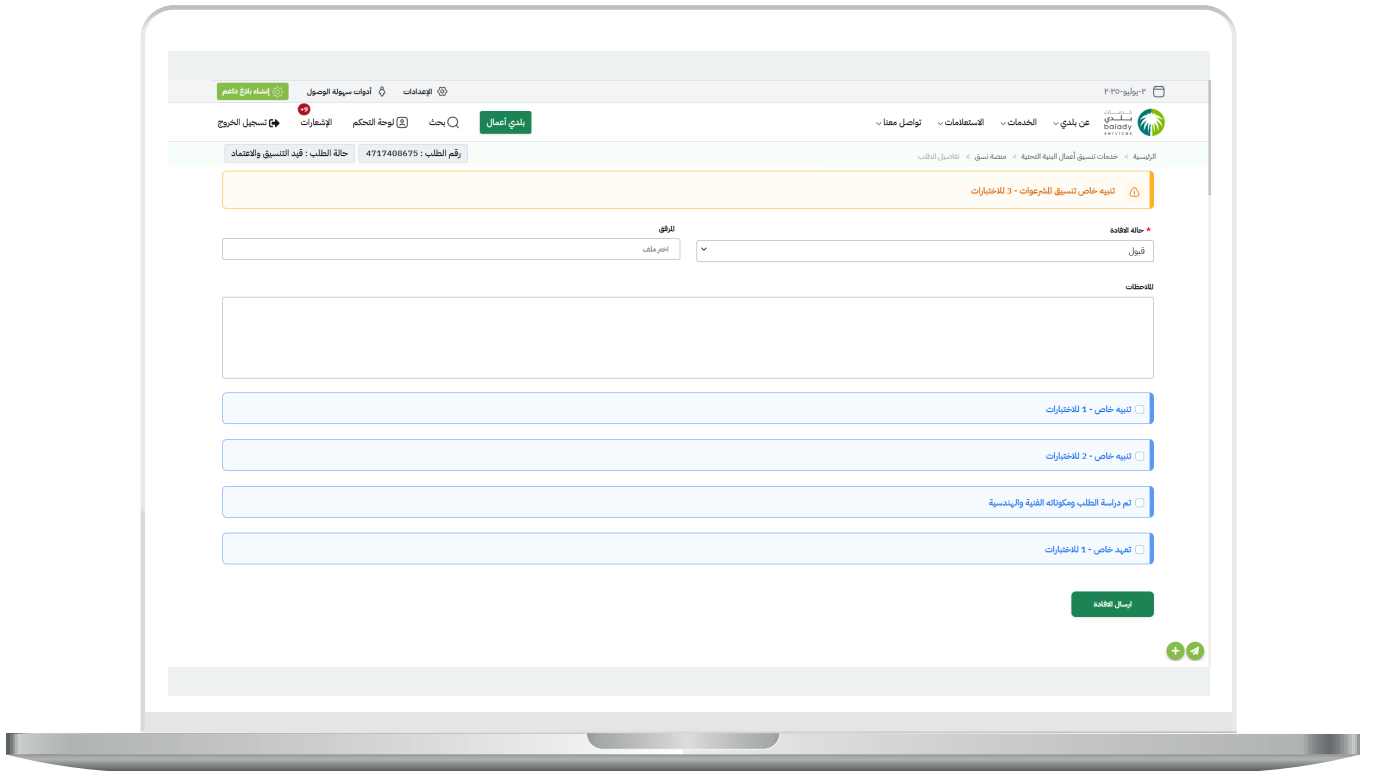 ٢-يوليو-٢٠٢٥
الإعدادات
أدوات سهولة الوصول
إنشاء بلاغ داعم
خدمات
بلدي
balady
services
عن بلدي
الخدمات
الاستعلامات
تواصل معنا
بلدي أعمال
بحث
لوحة التحكم
الإشعارات
+9
تسجيل الخروج
الرئيسية > خدمات تنسيق أعمال البنية التحتية > منصة نسق > تفاصيل الطلب
رقم الطلب : 4717408675
حالة الطلب : قيد التنسيق والاعتماد
تنبيه خاص تنسيق المشرعوات - 3 للاختبارات
* حالة الافادة
المرفق
قبول
اختر ملف
الملاحظات
تنبيه خاص - 1 للاختبارات
تنبيه خاص - 2 للاختبارات
تم دراسة الطلب ومكوناته الفنية والهندسية
تعهد خاص - 1 للاختبارات
ارسال الافادة